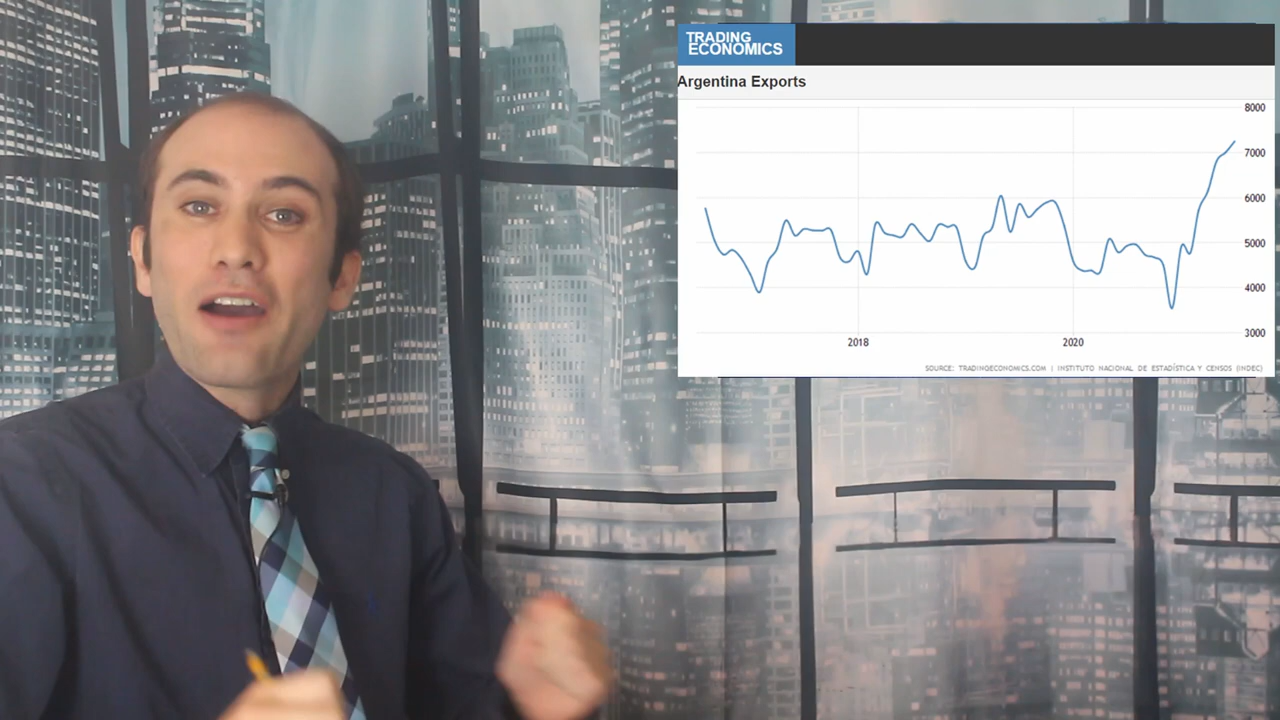 TRADING
ECONOMICS
Argentina Exports
8000
7000
6000
5000
4000
3000
2018
2020
SOURCE: TRADINGECONOMICS.COM | INSTITUTO NACIONAL DE ESTADÍSTICA Y CENSOS (INDEC)